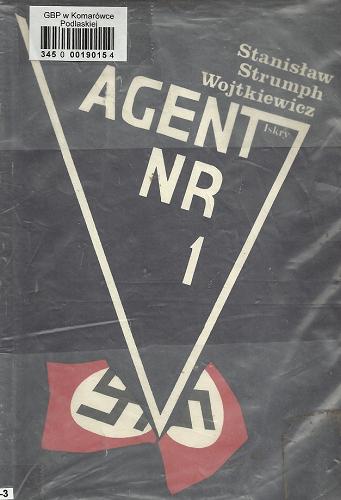 GBP w Komarówce
Podlaskiej
345 0 0019015 4
Stanisław
Strumph
Wojtkiewicz
Iskry
AGENT
NR
1
-3